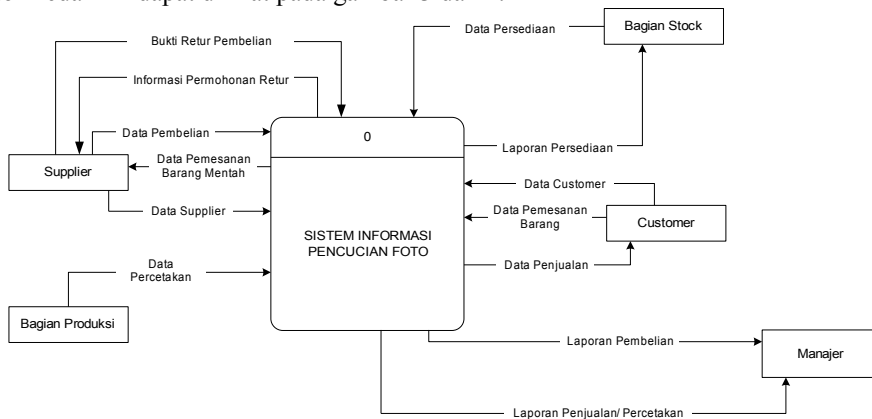 Bukti Retur Pembelian
Data Persediaan
Bagian Stock
Informasi Permohonan Retur
Data Pembelian
0
Laporan Persediaan
Supplier
Data Pemesanan
Barang Mentah
Data Customer
Data Supplier
Data Pemesanan
Barang
Customer
SISTEM INFORMASI
PENCUCIAN FOTO
Data Penjualan
Data
Percetakan
Bagian Produksi
Laporan Pembelian
Manajer
Laporan Penjualan/ Percetakan